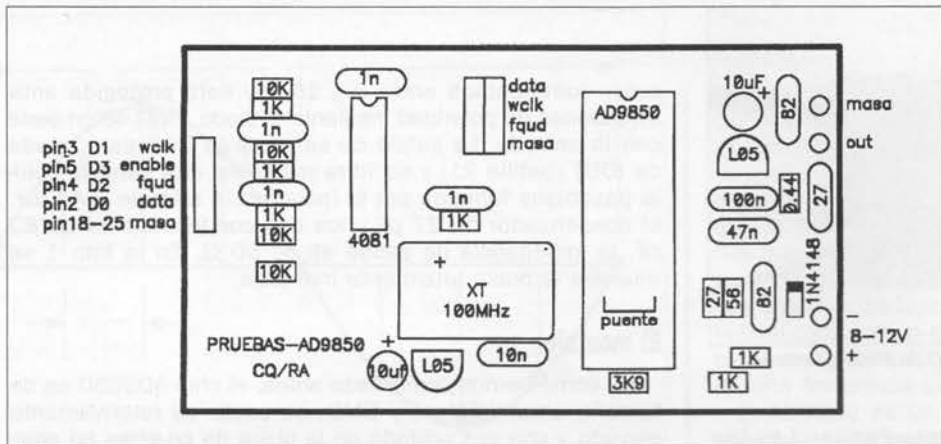 pin3 D1 wclk
pin5 D3 enable
pin4 D2 fqud
pin2 D0 data
pin18-25 masa
10K
1K
1n
10K
1K
1n
1K
10K
10K
1n
4081
data
wclk
fqud
masa
1n
1K
+
XT
100MHz
PRUEBAS-AD9850
CQ/RA
+
10uf
L05
10n
AD9850
puente
3K9
10uF
+
82
L05
100n
47n
0.44
27
masa
out
27
56
82
1N4148
-
8-12V
+
1K
1K